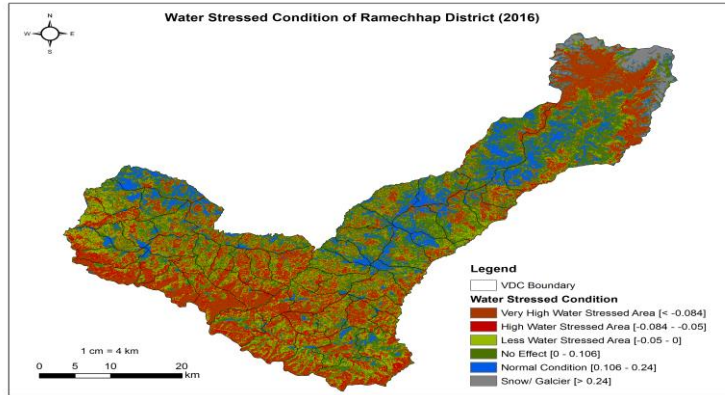 Water Stressed Condition of Ramechhap District (2016)
N
W E
S
Legend
VDC Boundary
Water Stressed Condition
Very High Water Stressed Area [< -0.084]
High Water Stressed Area [-0.084 - -0.05]
Less Water Stressed Area [-0.05 - 0]
No Effect [0 - 0.106]
Normal Condition [0.106 - 0.24]
Snow/ Galcier [> 0.24]
1 cm = 4 km
0 5 10 20
km